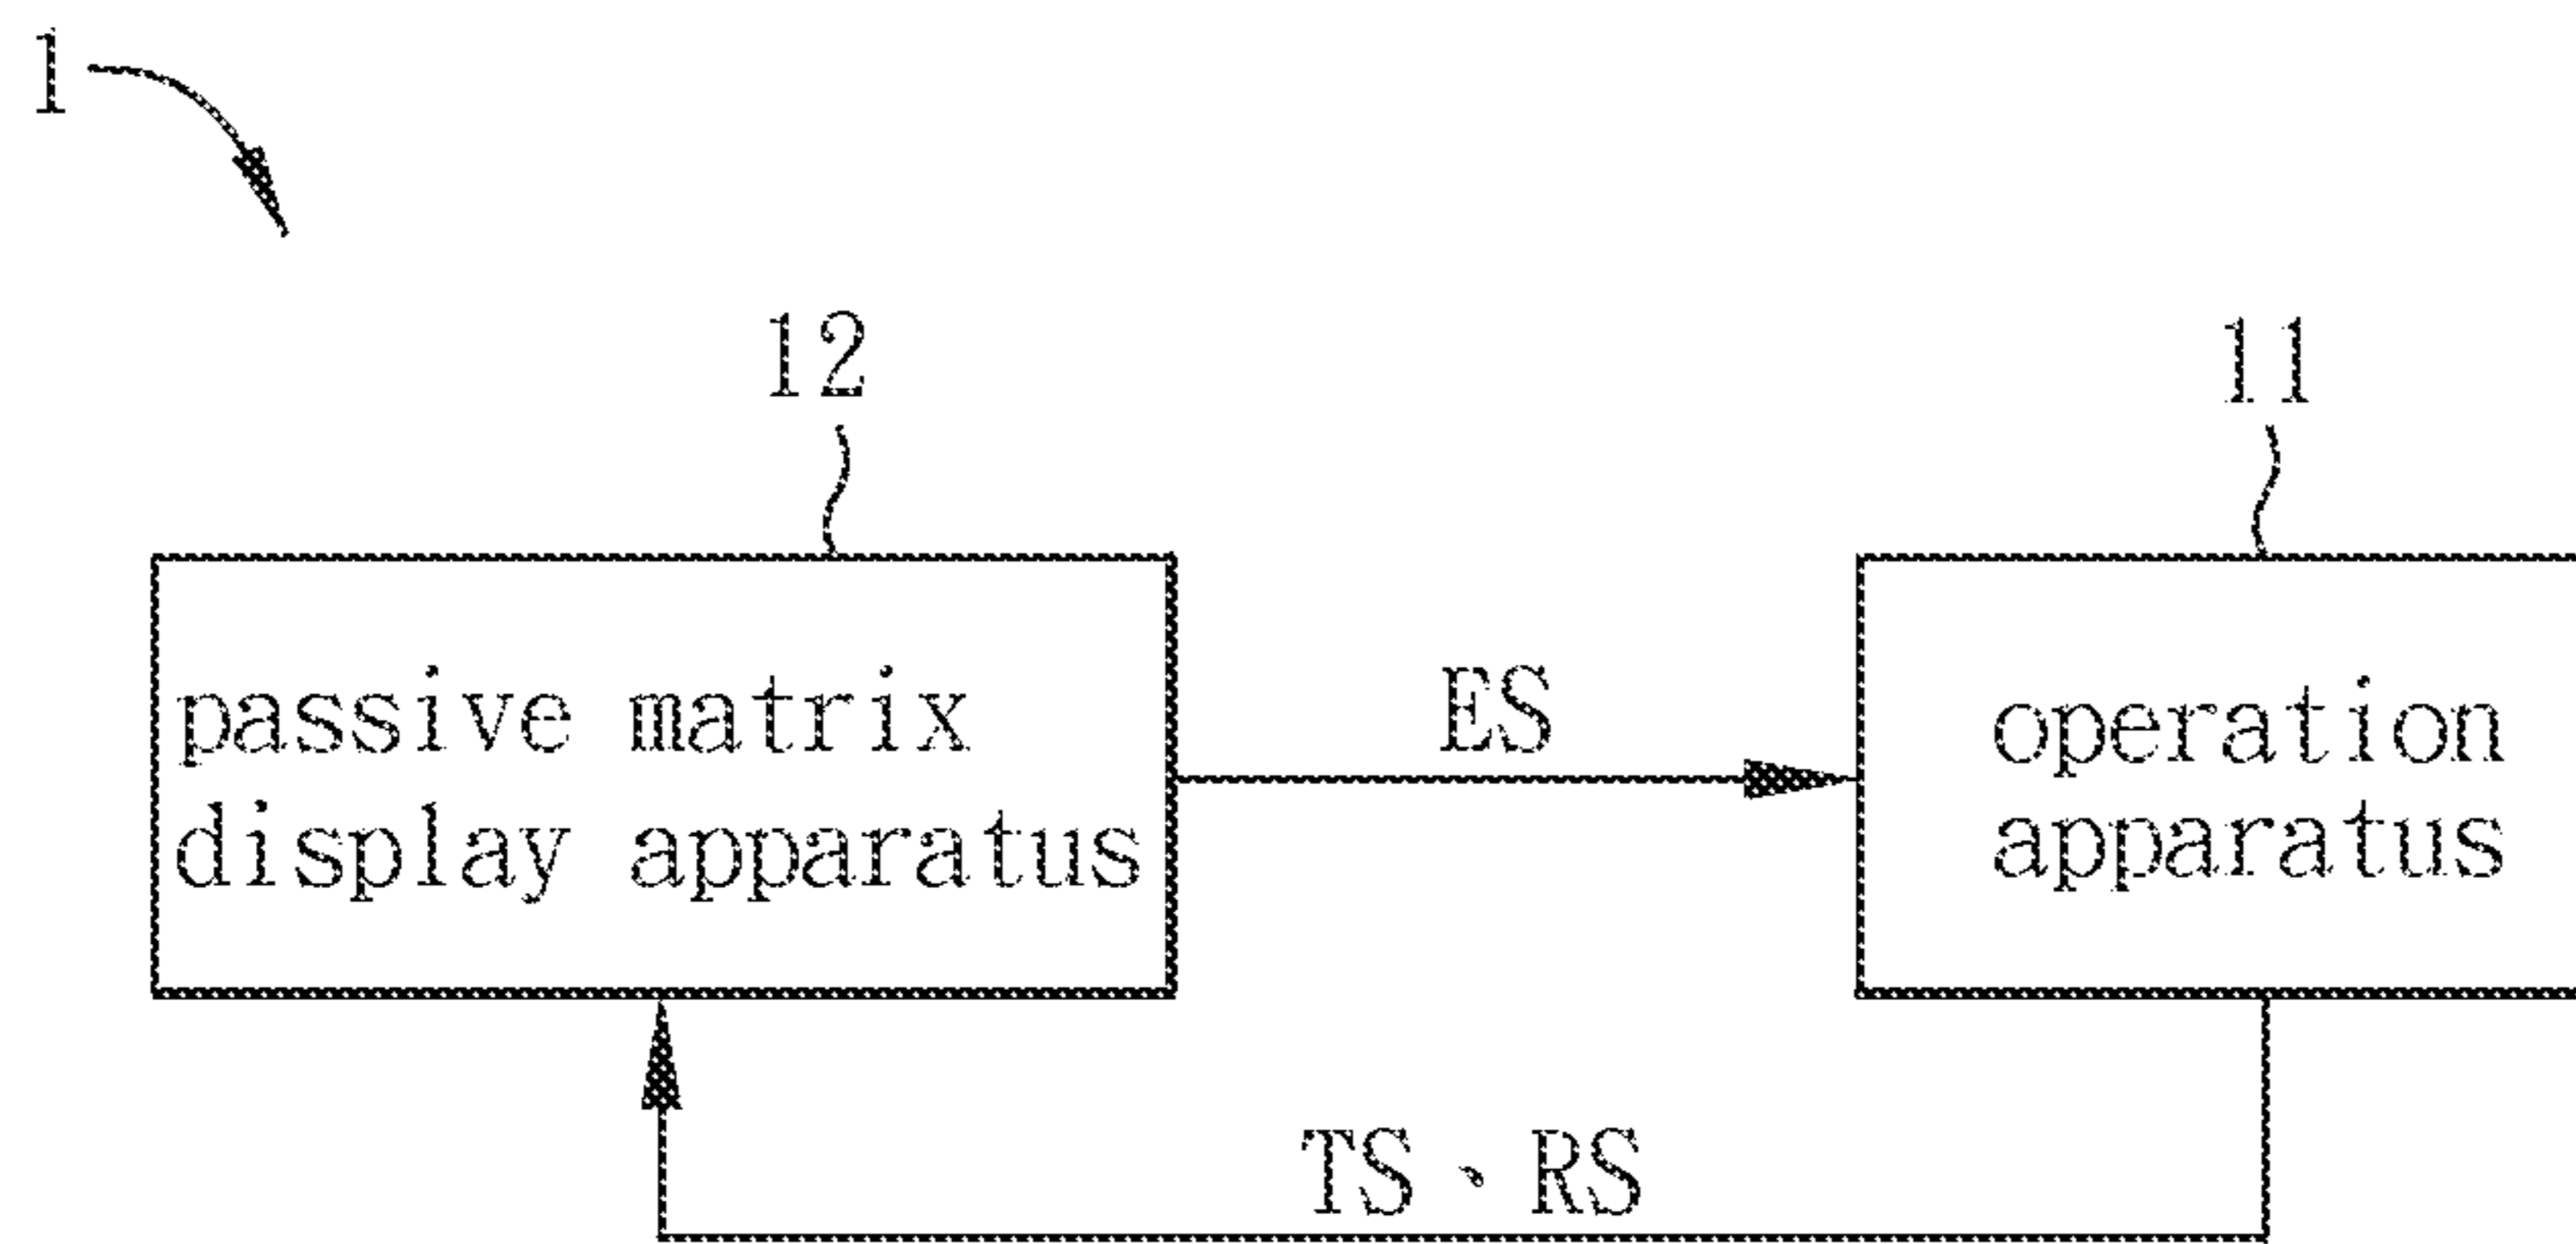 1
12
11
passive matrix
display apparatus
ES
operation
apparatus
TS、RS